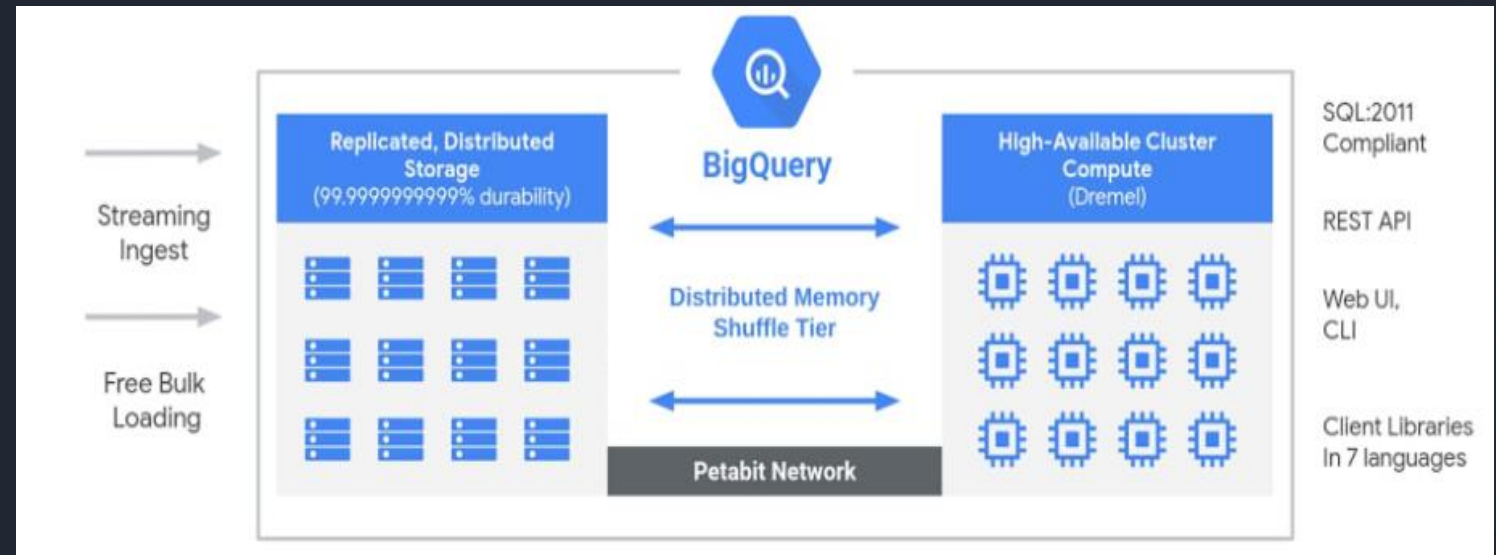 Streaming
Ingest
Free Bulk
Loading
Replicated, Distributed
Storage
(99.9999999999% durability)
BigQuery
Distributed Memory
Shuffle Tier
Petabit Network
High-Available Cluster
Compute
(Dremel)
SQL:2011
Compliant
REST API
Web UI,
CLI
Client Libraries
In 7 languages